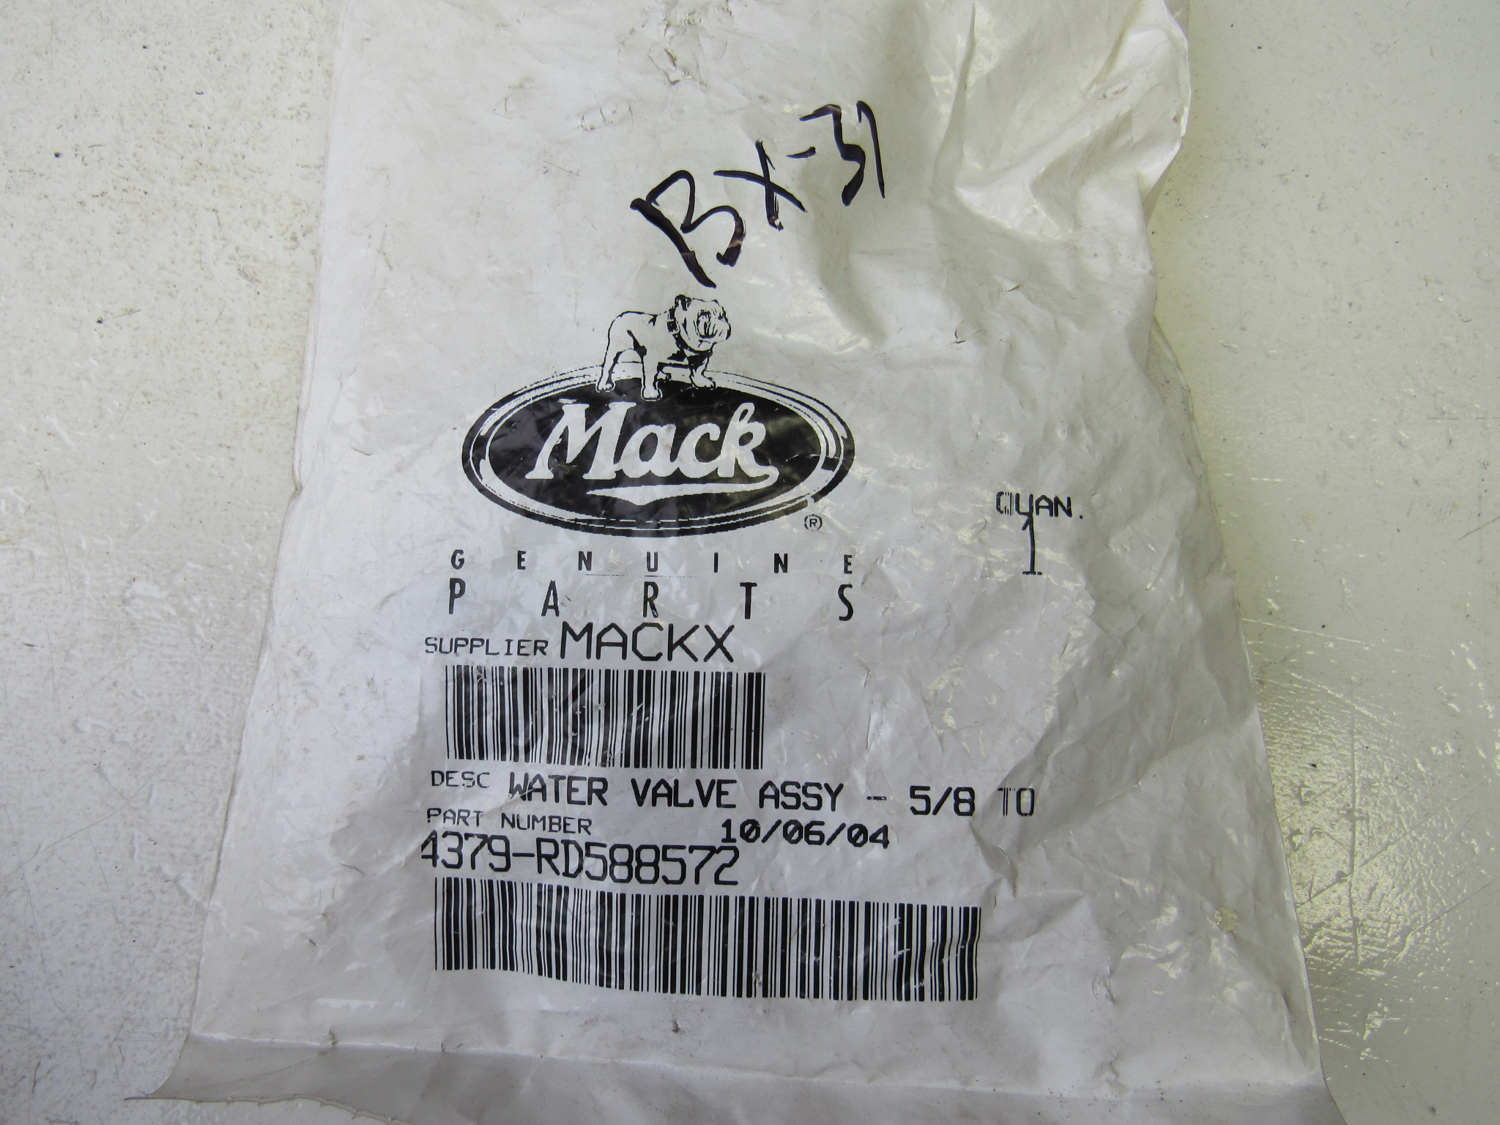 BX-31
Mack
®
GENUINE
PARTS
QUAN.
1
SUPPLIER MACKX
DESC WATER VALVE ASSY - 5/8 TO
PART NUMBER 10/06/04
4379-RD588572